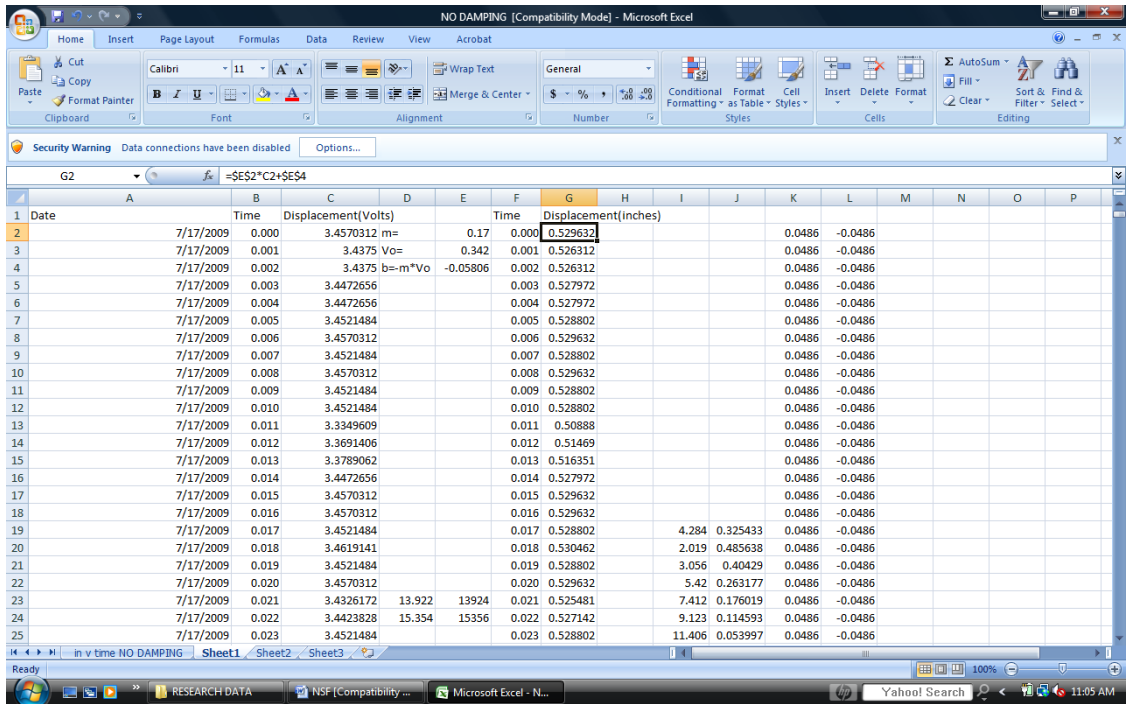 NO DAMPING [Compatibility Mode] - Microsoft Excel
Home Insert Page Layout Formulas Data Review View Acrobat
Paste Cut Copy Format Painter Clipboard
Calibri 11 A A B I U A Font
Wrap Text Merge & Center Alignment
General $ % , .0 .00 .00 .0 Number
Conditional Formatting Format as Table Cell Styles Styles
Insert Delete Format Cells
Σ AutoSum Fill Clear Sort & Filter Find & Select Editing
Security Warning Data connections have been disabled Options...
G2 fx =$E$2*C2+$E$4
A B C D E F G H I J K L M N O P
1 Date Time Displacement(Volts) Time Displacement(inches)
2 7/17/2009 0.000 3.4570312 m= 0.17 0.000 0.529632 0.0486 -0.0486
3 7/17/2009 0.001 3.4375 Vo= 0.342 0.001 0.526312 0.0486 -0.0486
4 7/17/2009 0.002 3.4375 b=-m*Vo -0.05806 0.002 0.526312 0.0486 -0.0486
5 7/17/2009 0.003 3.4472656 0.003 0.527972 0.0486 -0.0486
6 7/17/2009 0.004 3.4472656 0.004 0.527972 0.0486 -0.0486
7 7/17/2009 0.005 3.4521484 0.005 0.528802 0.0486 -0.0486
8 7/17/2009 0.006 3.4570312 0.006 0.529632 0.0486 -0.0486
9 7/17/2009 0.007 3.4521484 0.007 0.528802 0.0486 -0.0486
10 7/17/2009 0.008 3.4570312 0.008 0.529632 0.0486 -0.0486
11 7/17/2009 0.009 3.4521484 0.009 0.528802 0.0486 -0.0486
12 7/17/2009 0.010 3.4521484 0.010 0.528802 0.0486 -0.0486
13 7/17/2009 0.011 3.3349609 0.011 0.50888 0.0486 -0.0486
14 7/17/2009 0.012 3.3691406 0.012 0.51469 0.0486 -0.0486
15 7/17/2009 0.013 3.3789062 0.013 0.516351 0.0486 -0.0486
16 7/17/2009 0.014 3.4472656 0.014 0.527972 0.0486 -0.0486
17 7/17/2009 0.015 3.4570312 0.015 0.529632 0.0486 -0.0486
18 7/17/2009 0.016 3.4570312 0.016 0.529632 0.0486 -0.0486
19 7/17/2009 0.017 3.4521484 0.017 0.528802 4.284 0.325433 0.0486 -0.0486
20 7/17/2009 0.018 3.4619141 0.018 0.530462 2.019 0.485638 0.0486 -0.0486
21 7/17/2009 0.019 3.4521484 0.019 0.528802 3.056 0.40429 0.0486 -0.0486
22 7/17/2009 0.020 3.4570312 0.020 0.529632 5.42 0.263177 0.0486 -0.0486
23 7/17/2009 0.021 3.4326172 13.922 13924 0.021 0.525481 7.412 0.176019 0.0486 -0.0486
24 7/17/2009 0.022 3.4423828 15.354 15356 0.022 0.527142 9.123 0.114593 0.0486 -0.0486
25 7/17/2009 0.023 3.4521484 0.023 0.528802 11.406 0.053997 0.0486 -0.0486
in v time NO DAMPING Sheet1 Sheet2 Sheet3
Ready 100%
RESEARCH DATA NSF [Compatibility ... Microsoft Excel - N... hp Yahoo! Search 11:05 AM